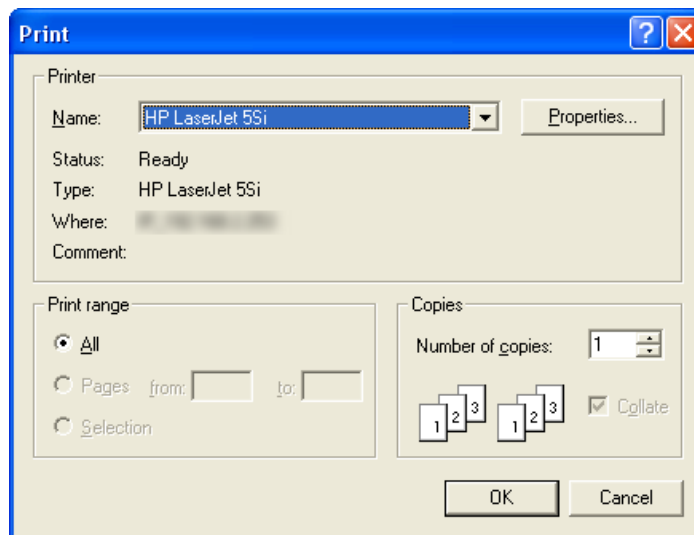 Print
Printer
Name: HP LaserJet 5Si Properties...
Status: Ready
Type: HP LaserJet 5Si
Where:
Comment:
Print range
All
Pages from: to:
Selection
Copies
Number of copies: 1
1 2 3 1 2 3
Collate
OK Cancel